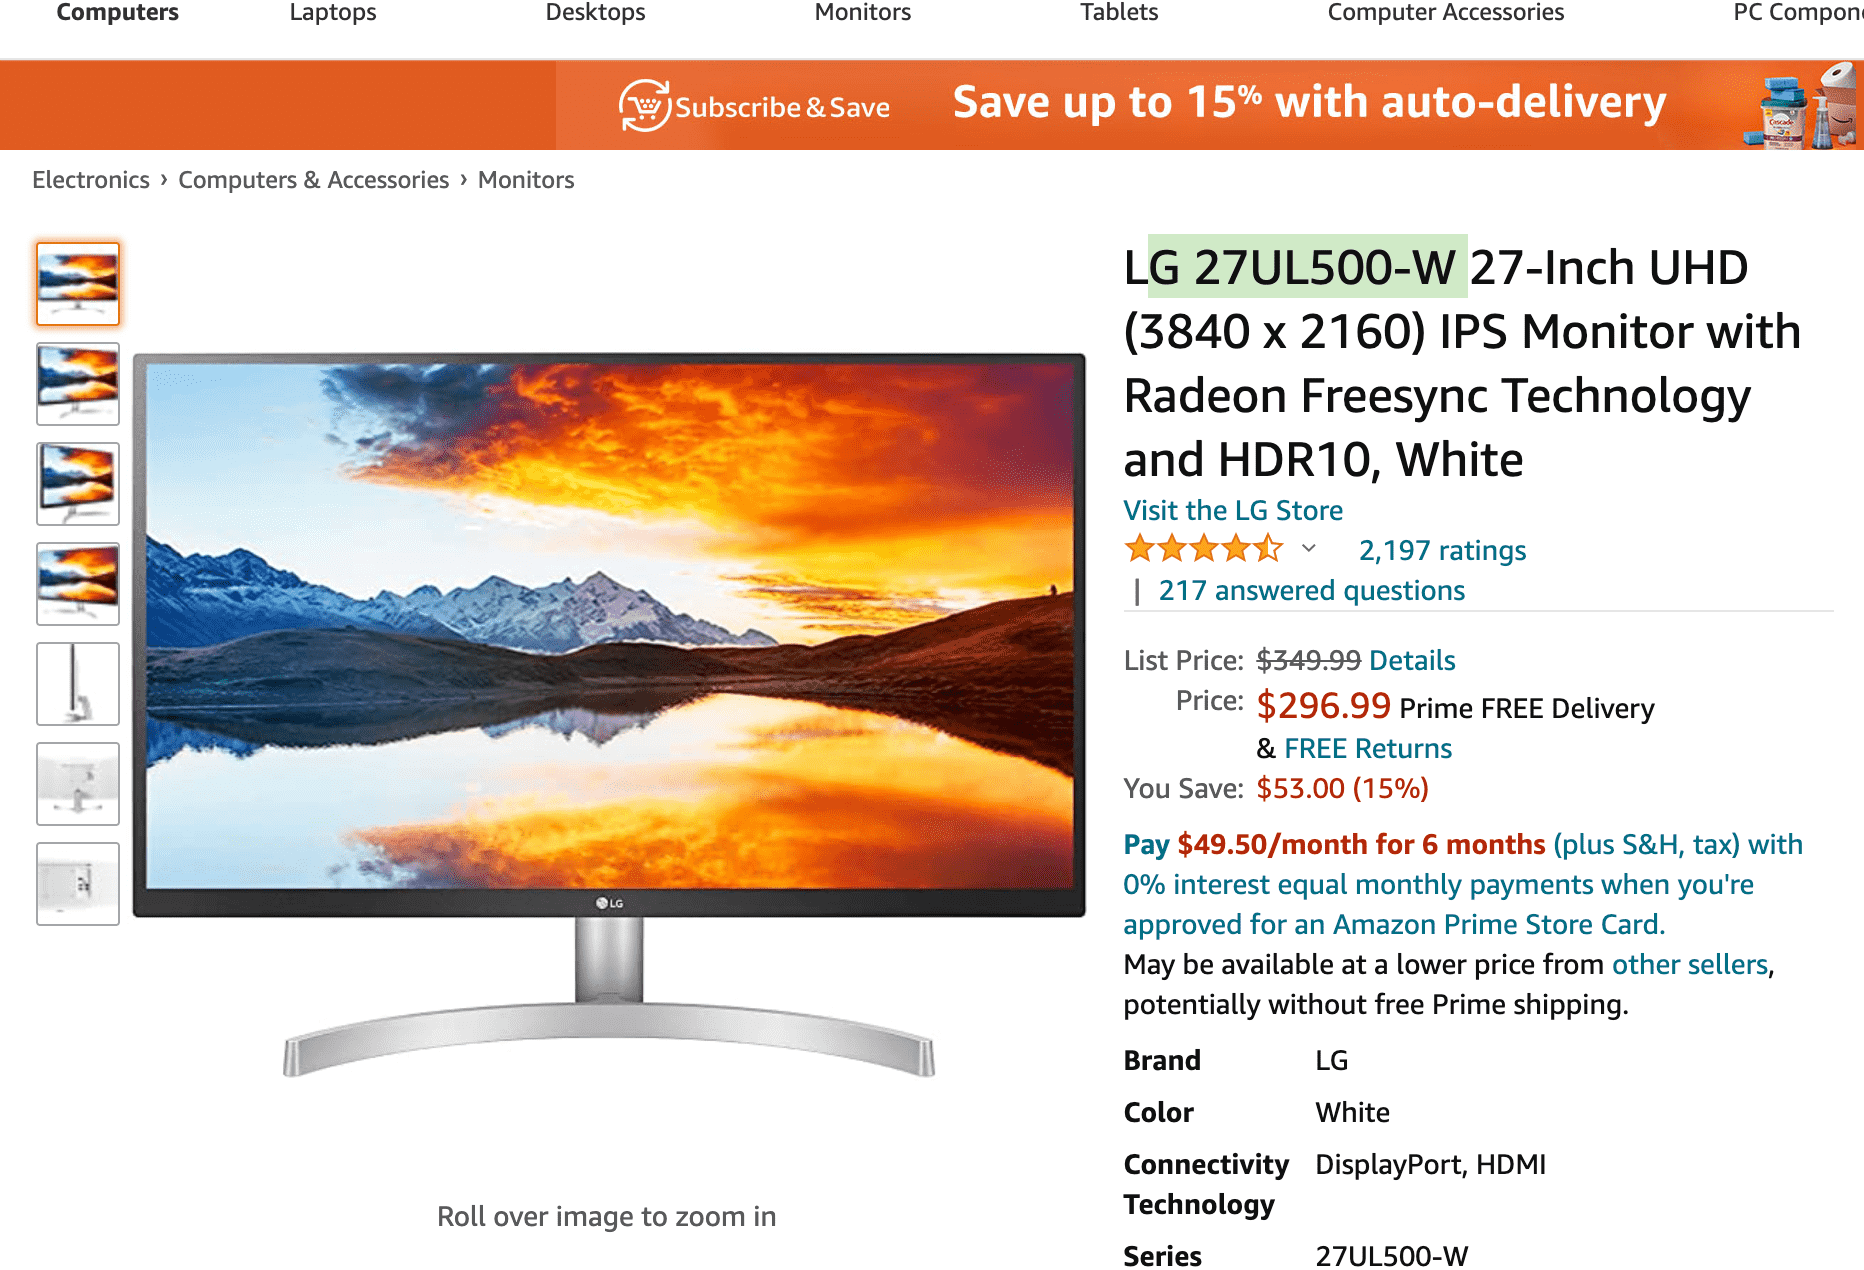 Computers Laptops Desktops Monitors Tablets Computer Accessories PC Compon
Subscribe & Save Save up to 15% with auto-delivery
Cascade
Electronics › Computers & Accessories › Monitors
LG 27UL500-W 27-Inch UHD
(3840 x 2160) IPS Monitor with
Radeon Freesync Technology
and HDR10, White
Visit the LG Store
2,197 ratings
| 217 answered questions
List Price: $349.99 Details
Price: $296.99 Prime FREE Delivery
& FREE Returns
You Save: $53.00 (15%)
Pay $49.50/month for 6 months (plus S&H, tax) with
0% interest equal monthly payments when you're
approved for an Amazon Prime Store Card.
May be available at a lower price from other sellers,
potentially without free Prime shipping.
Brand LG
Color White
Connectivity DisplayPort, HDMI
Technology
Series 27UL500-W
LG
Roll over image to zoom in